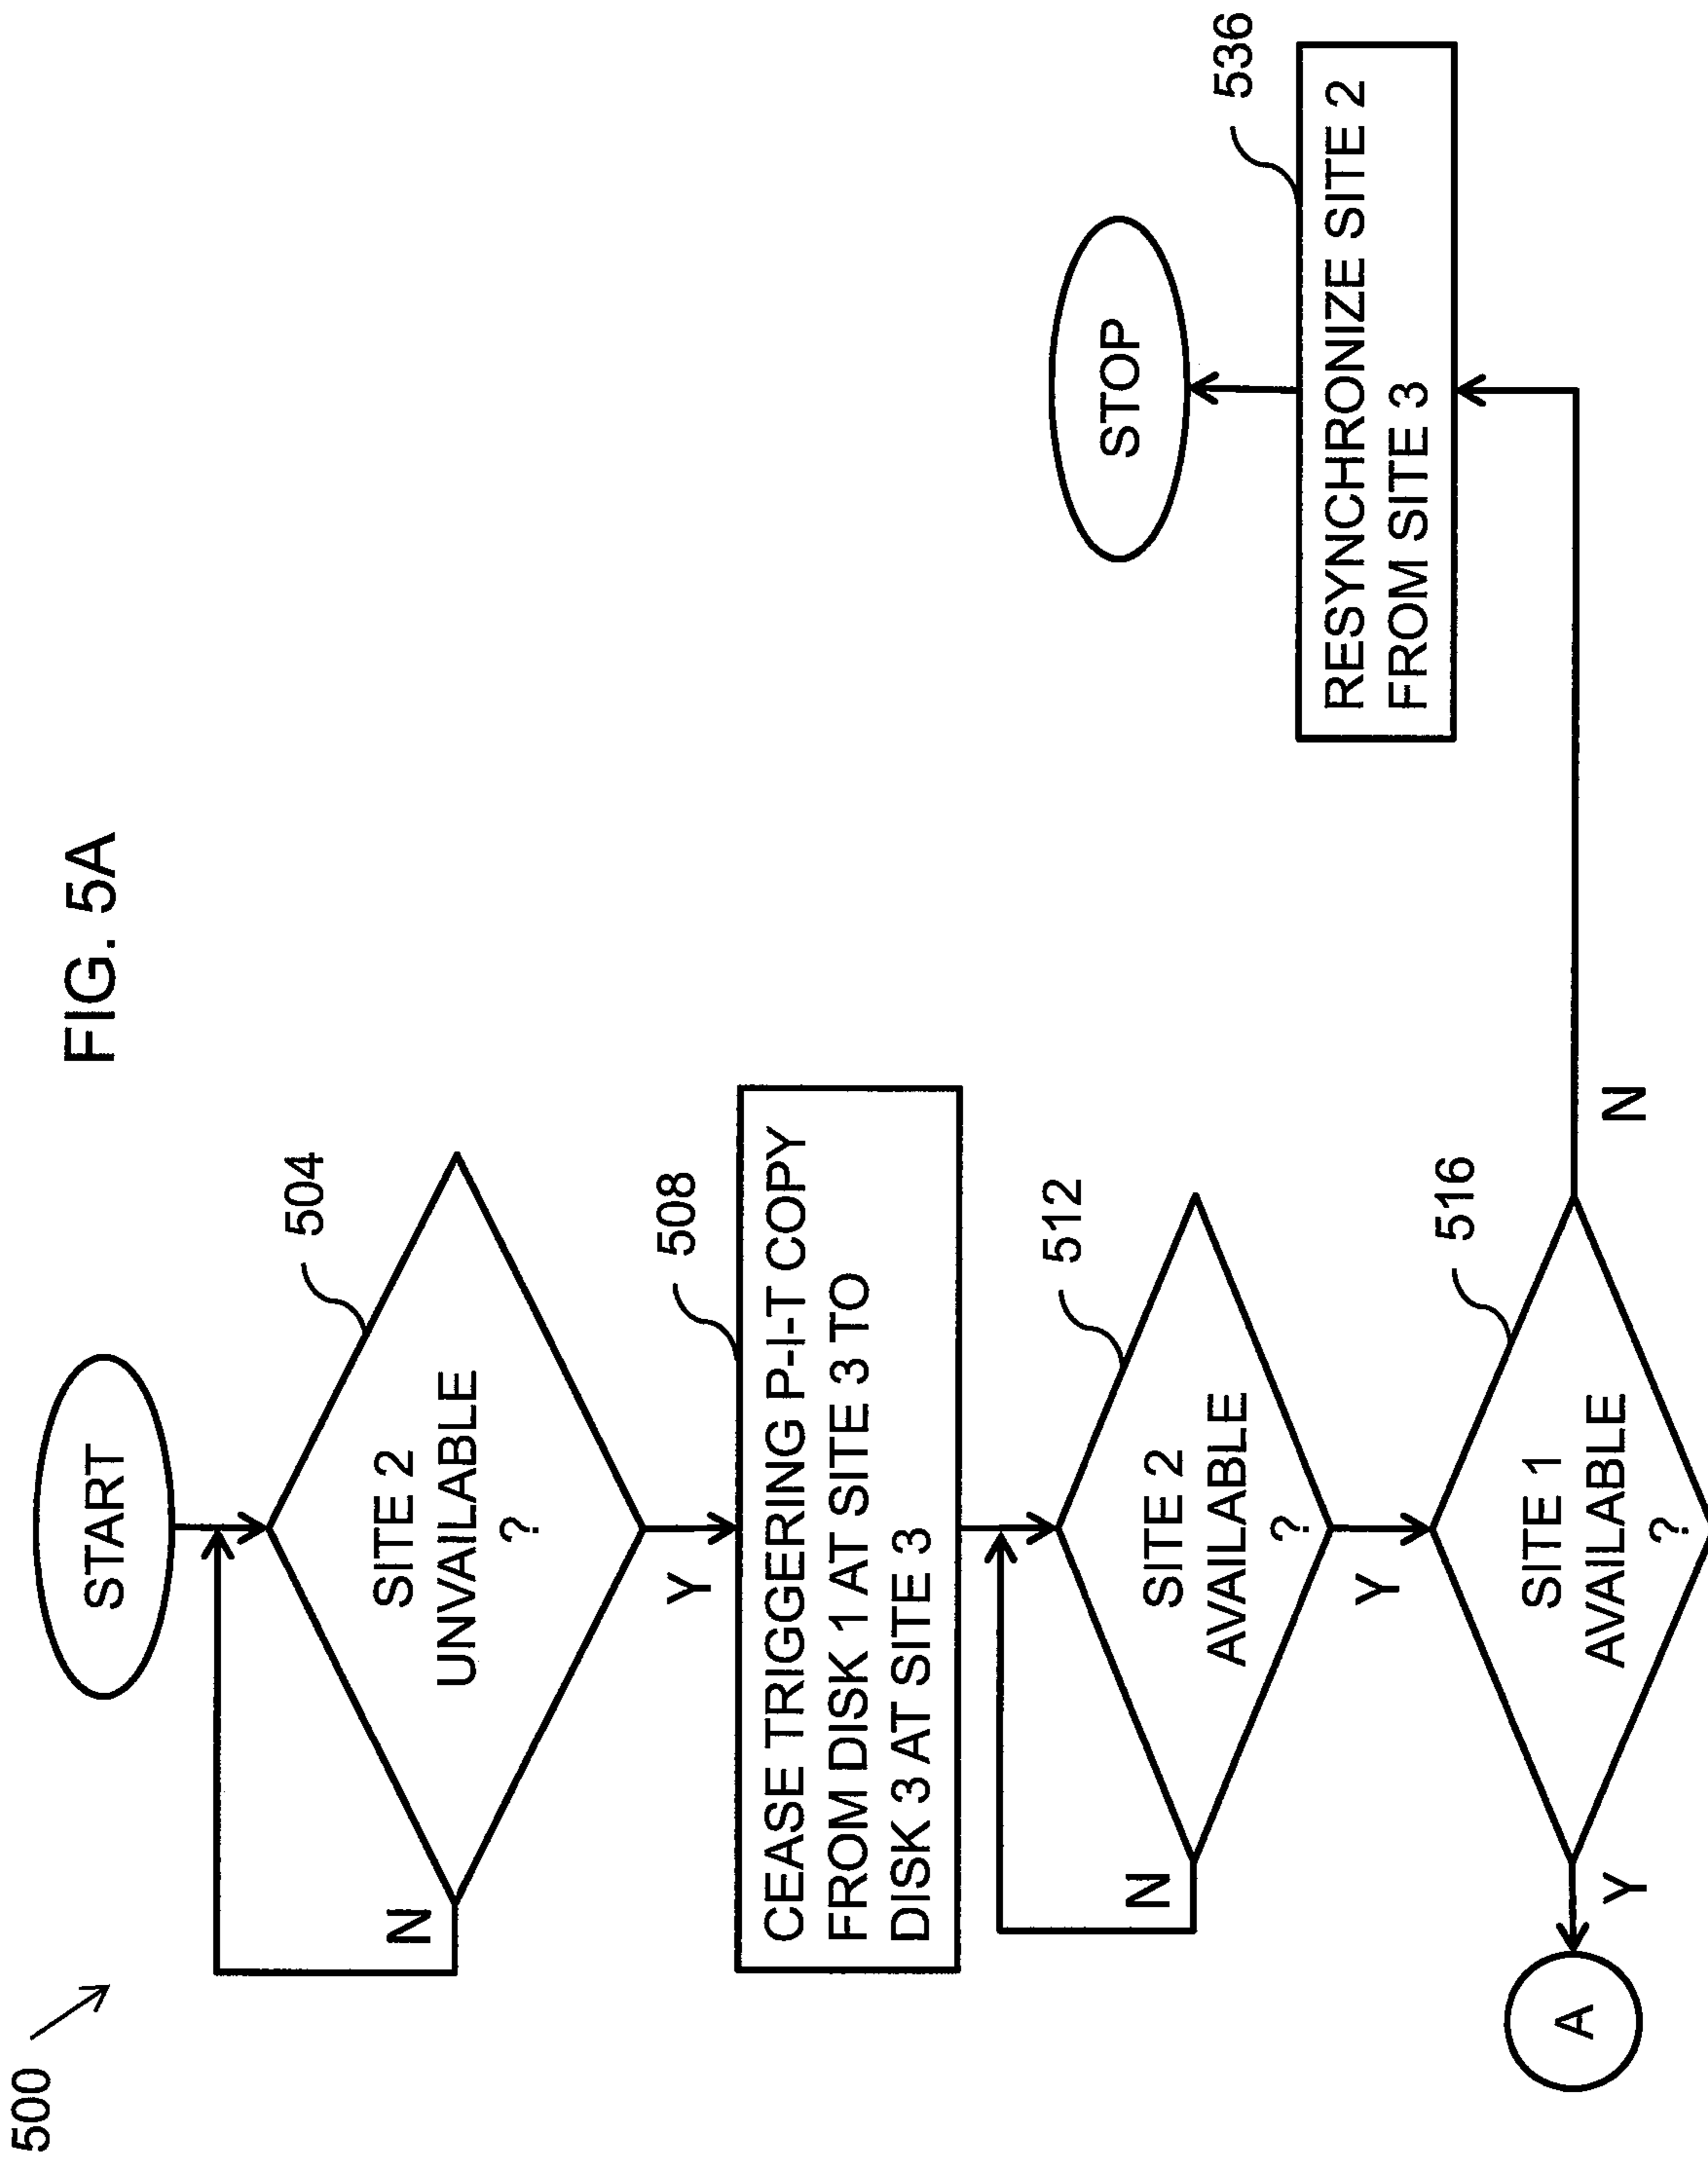 FIG. 5A
500
START
504
SITE 2
UNVAILABLE
?
N
Y
508
CEASE TRIGGERING P-I-T COPY
FROM DISK 1 AT SITE 3 TO
DISK 3 AT SITE 3
512
SITE 2
AVAILABLE
?
N
Y
516
SITE 1
AVAILABLE
?
Y
A
N
536
RESYNCHRONIZE SITE 2
FROM SITE 3
STOP